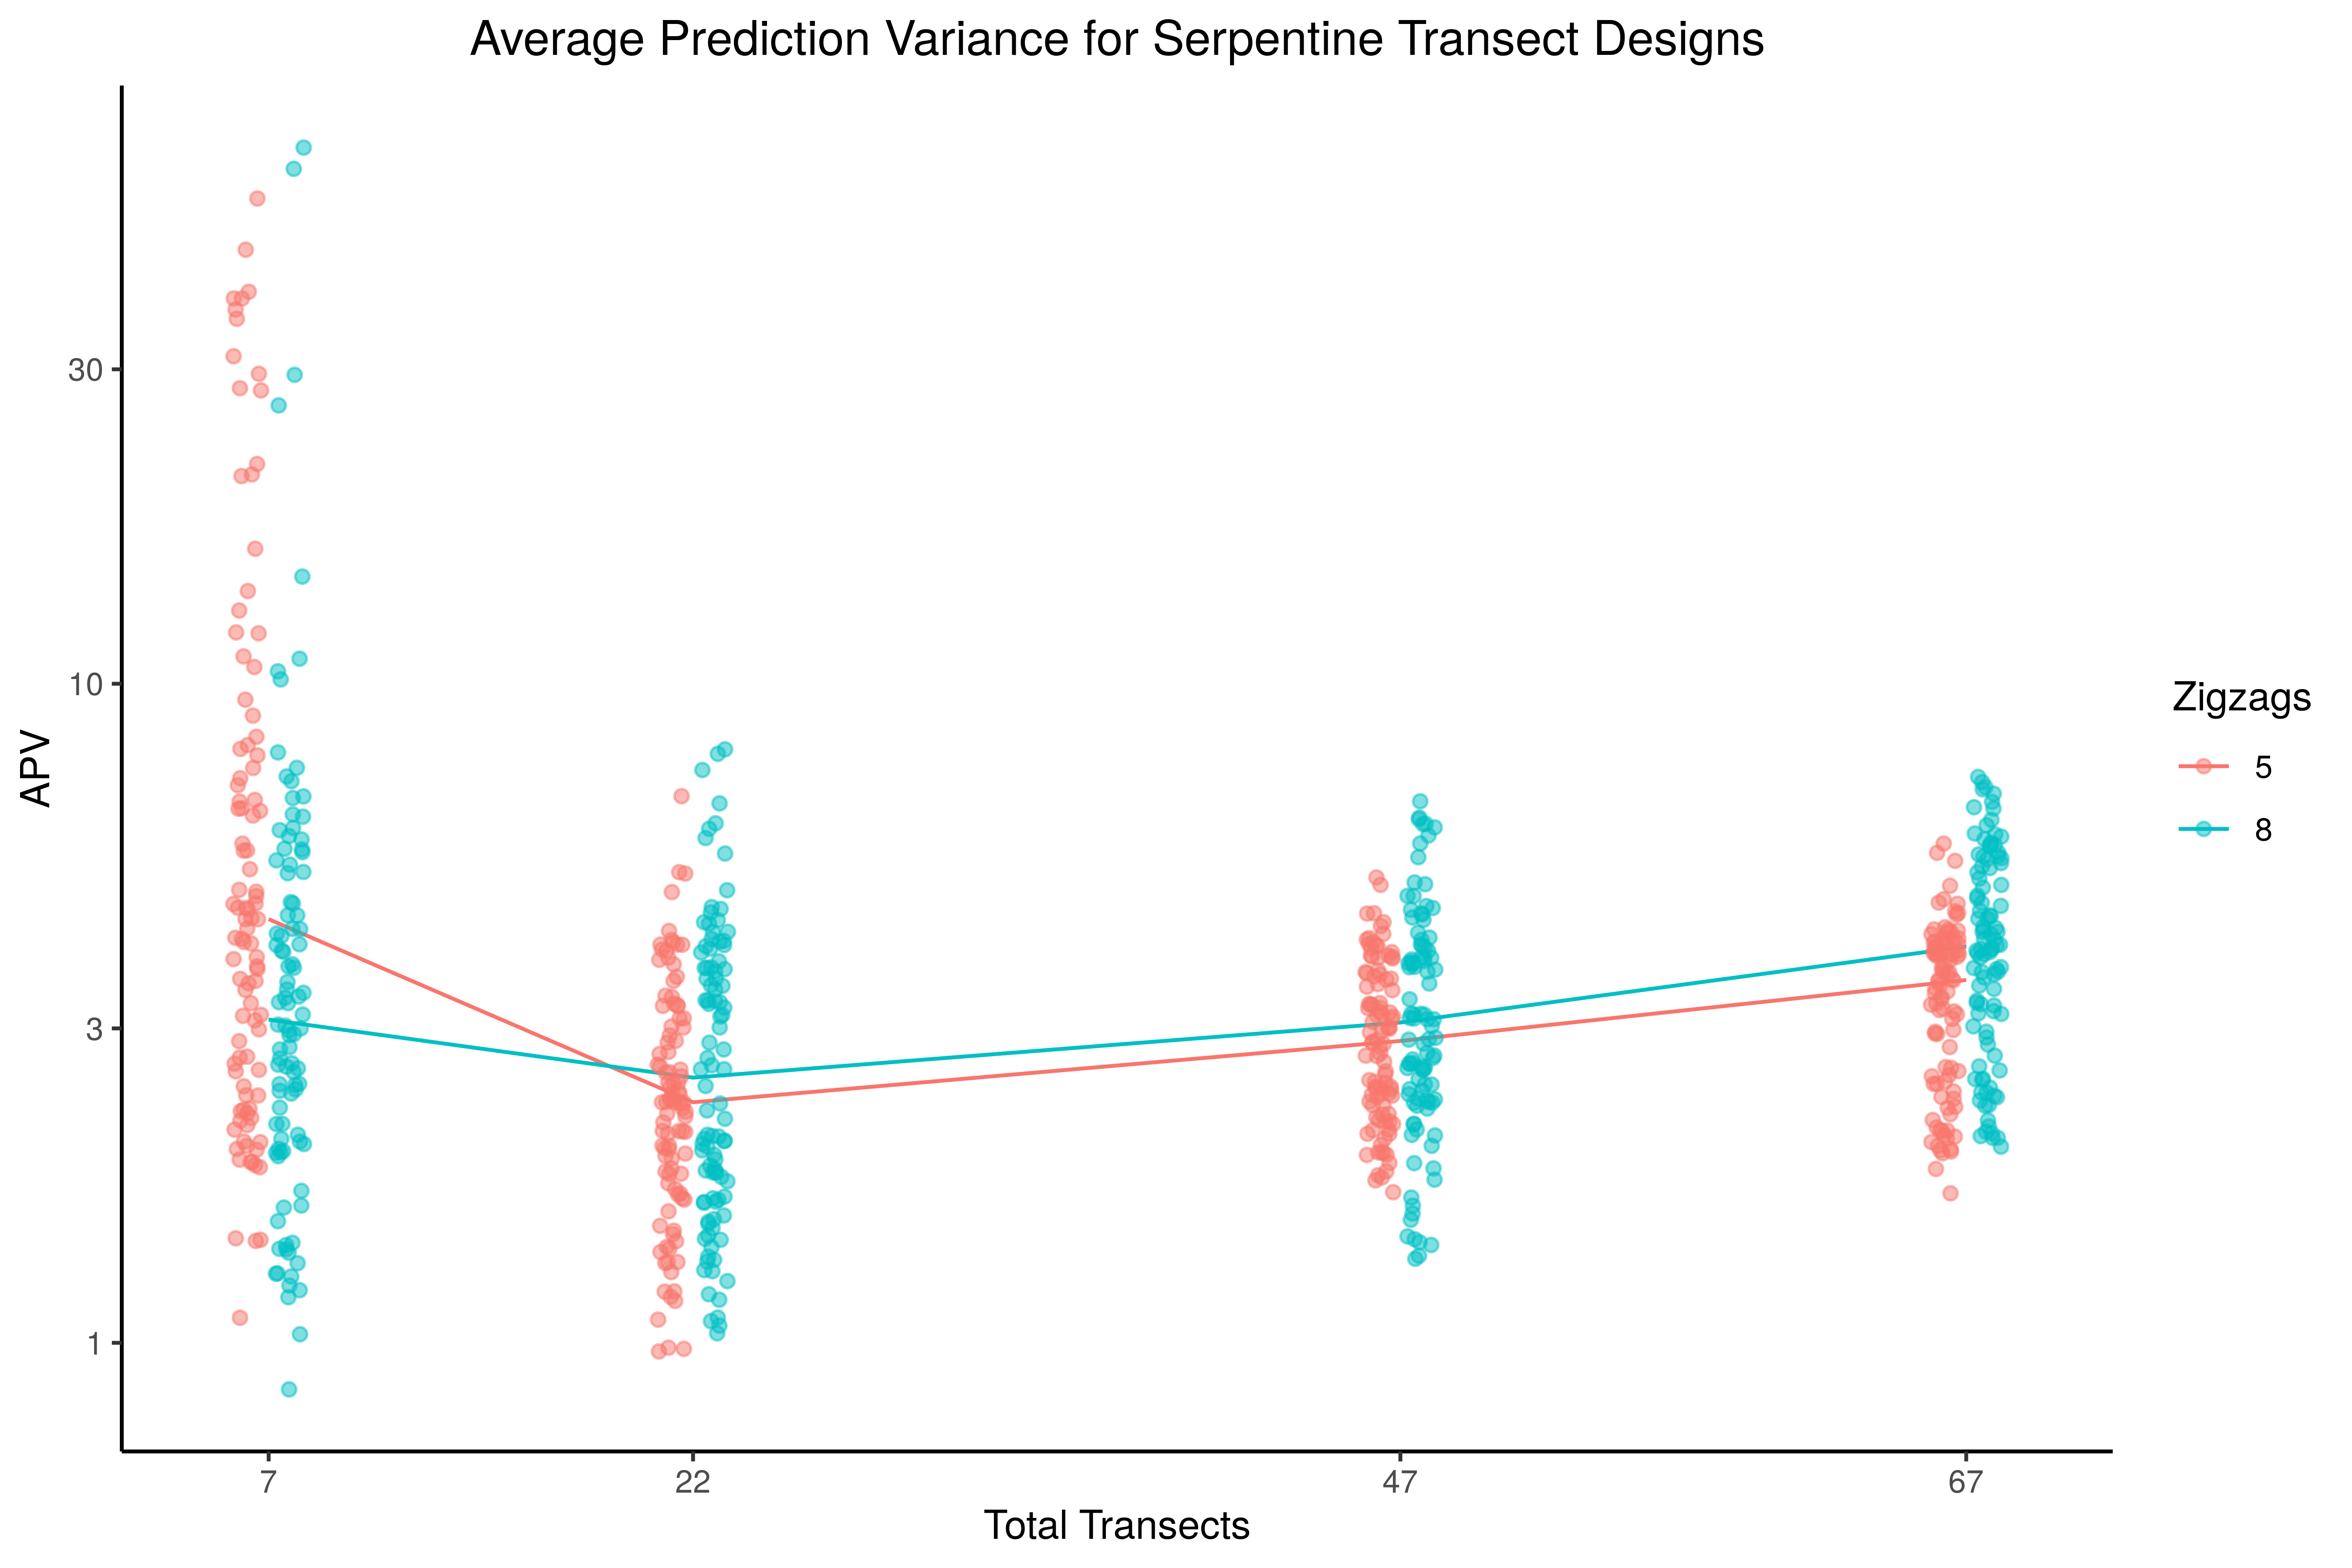 Average Prediction Variance for Serpentine Transect Designs
APV
30
10
3
1
7 22 47 67
Total Transects
Zigzags
5
8